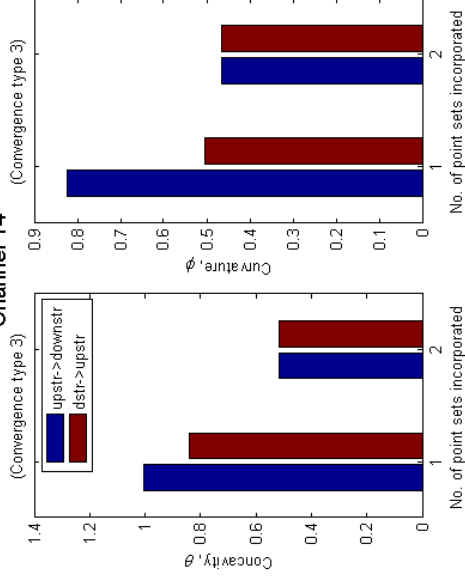 Channel 14
(Convergence type 3)
1.4
1.2
1
0.8
0.6
0.4
0.2
0
Concavity, θ
upstr->downstr
dstr->upstr
1 2
No. of point sets incorporated
(Convergence type 3)
0.9
0.8
0.7
0.6
0.5
0.4
0.3
0.2
0.1
0
Curvature, φ
1 2
No. of point sets incorporated